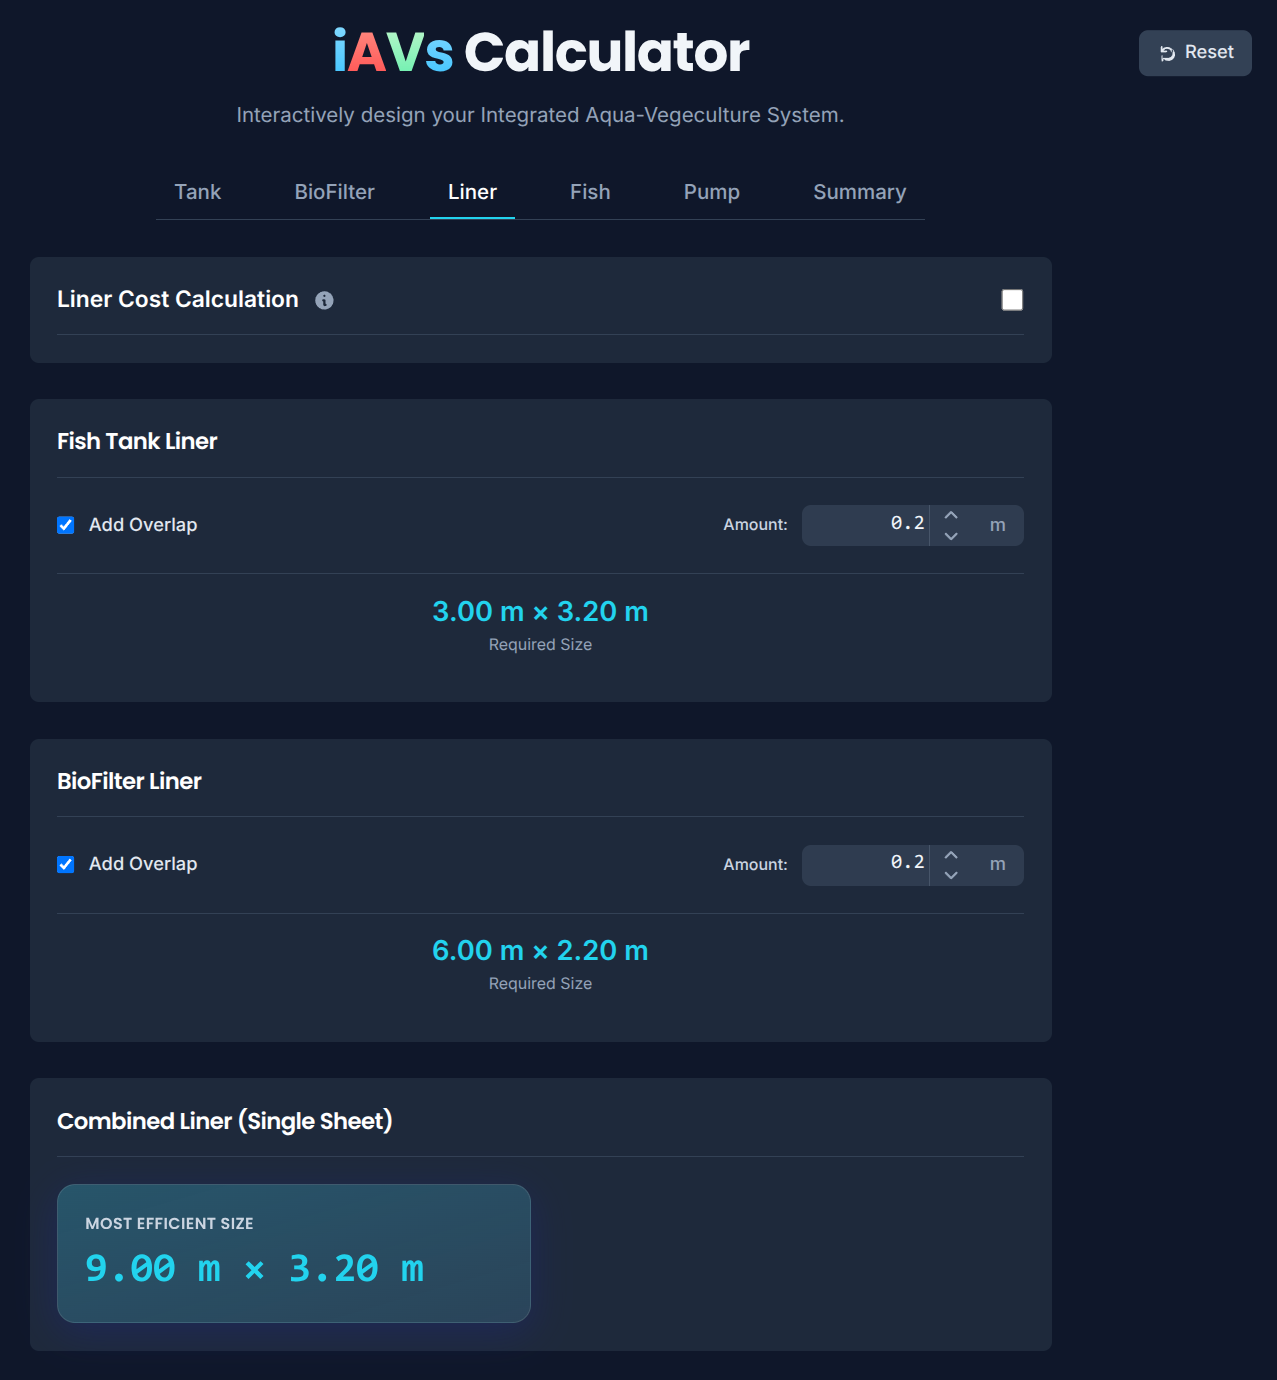 iAVs Calculator
Reset
Interactively design your Integrated Aqua-Vegeculture System.
Tank BioFilter Liner Fish Pump Summary
Liner Cost Calculation
Fish Tank Liner
Add Overlap Amount: 0.2 m
3.00 m × 3.20 m
Required Size
BioFilter Liner
Add Overlap Amount: 0.2 m
6.00 m × 2.20 m
Required Size
Combined Liner (Single Sheet)
MOST EFFICIENT SIZE
9.00 m × 3.20 m